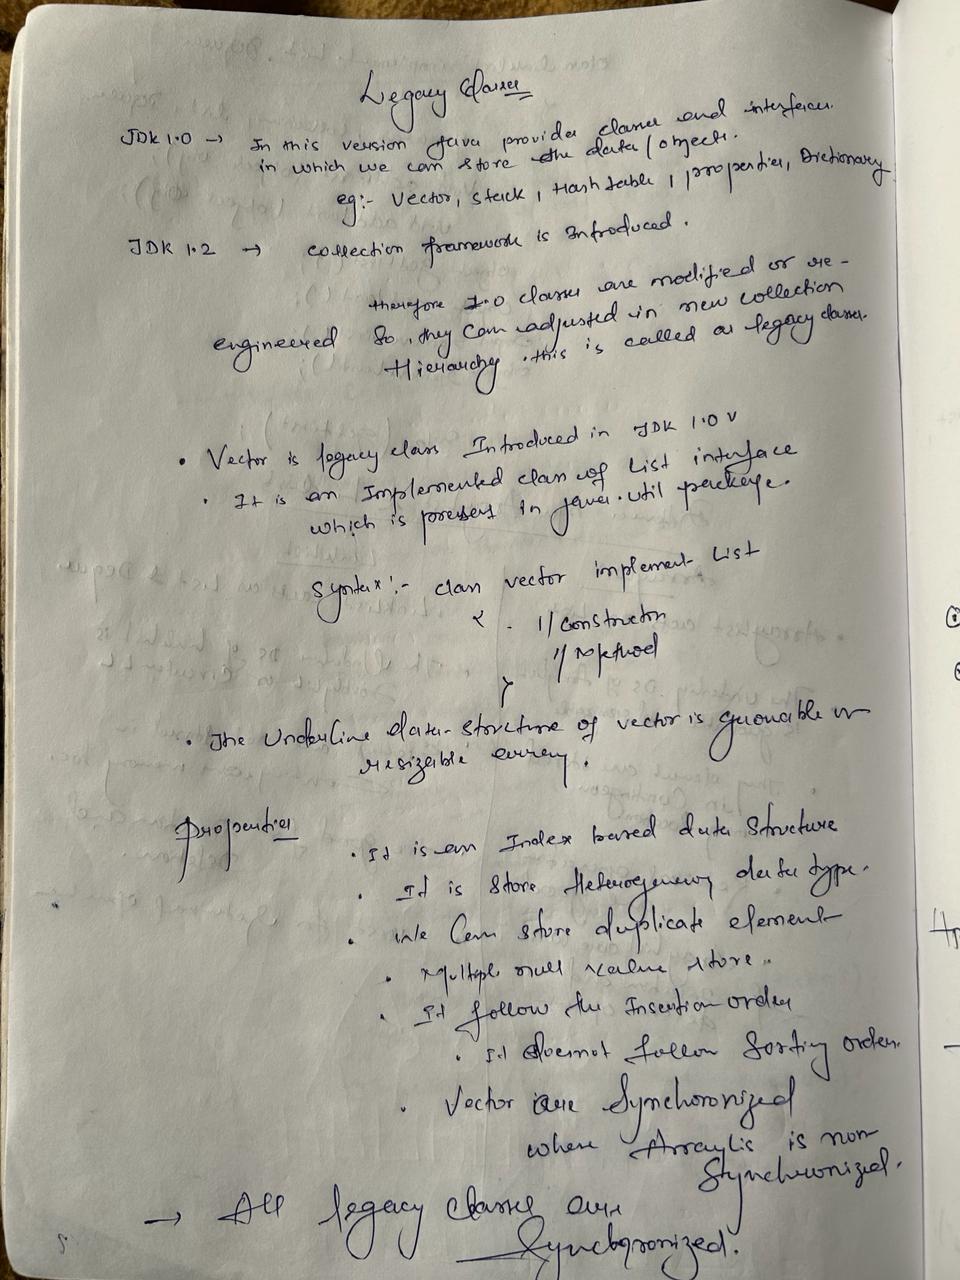 Legacy Classes
JDK 1.0 → In this version Java provides classes and interfaces.
in which we can store the data / objects.
eg:- Vector, Stack, Hash table, properties, Dictionary
JDK 1.2 → collection framework is Introduced.
therefore 1.0 classes are modified or re-
engineered So, they can adjusted in new collection
Hierarchy. this is called as legacy classes.
• Vector is legacy class Introduced in JDK 1.0 v
• It is an Implemented class of List interface
which is present in java.util package.
Syntax:- class vector implement List
{ . // constructor
// Method
}
• The Underline data-structure of vector is growable or
resizable array.
Properties
• It is an Index based data Structure
• It is store Heterogeneous data type.
• We Can store duplicate element
• Multiple null value store.
• It follow the Insertion order
• It doesnot follow Sorting order.
• Vector are Synchoronized
where Arraylis is non
Synchronized.
→ All legacy classes are
Synchronized.